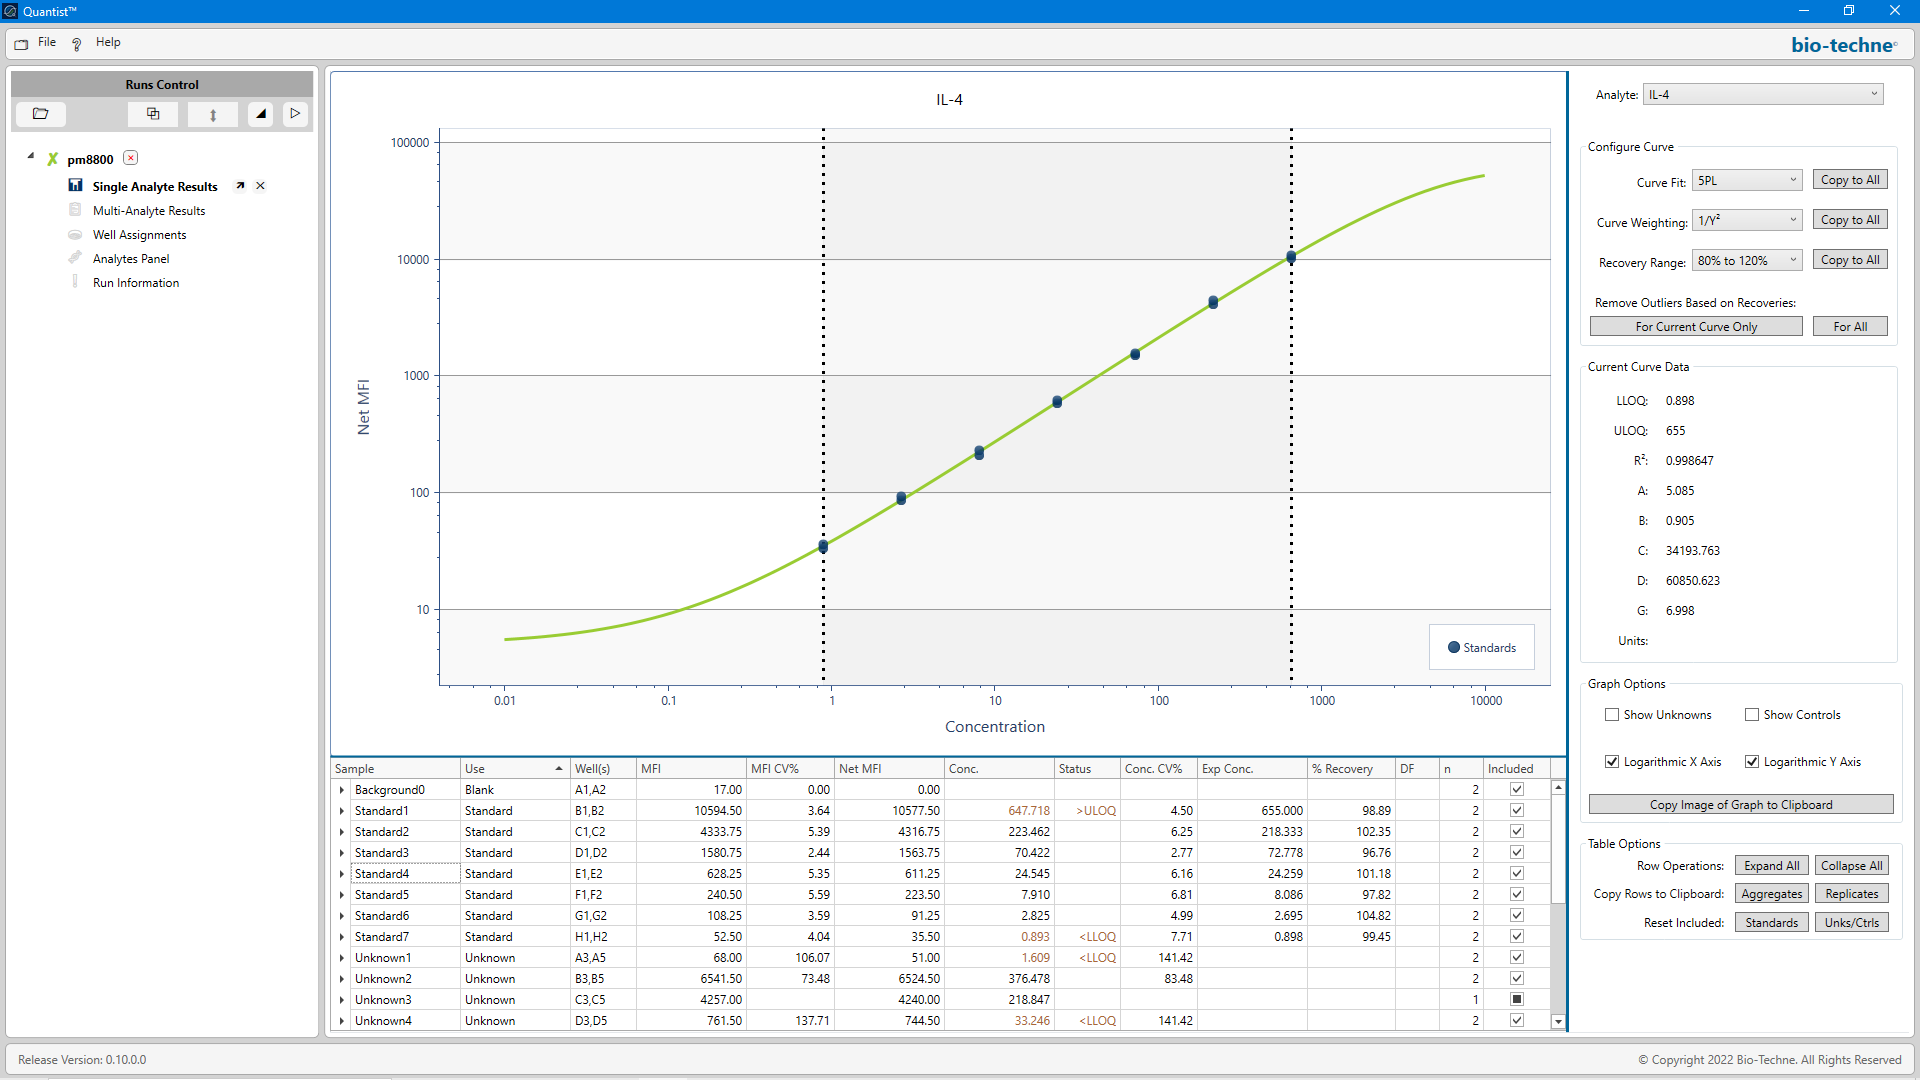 Quantist™
File Help
bio-techne
Runs Control
pm8800
Single Analyte Results
Multi-Analyte Results
Well Assignments
Analytes Panel
Run Information
IL-4
Net MFI
100000
10000
1000
100
10
0.01 0.1 1 10 100 1000 10000
Concentration
Standards
Sample Use Well(s) MFI MFI CV% Net MFI Conc. Status Conc. CV% Exp Conc. % Recovery DF n Included
Background0 Blank A1,A2 17.00 0.00 0.00 2
Standard1 Standard B1,B2 10594.50 3.64 10577.50 647.718 >ULOQ 4.50 655.000 98.89 2
Standard2 Standard C1,C2 4333.75 5.39 4316.75 223.462 6.25 218.333 102.35 2
Standard3 Standard D1,D2 1580.75 2.44 1563.75 70.422 2.77 72.778 96.76 2
Standard4 Standard E1,E2 628.25 5.35 611.25 24.545 6.16 24.259 101.18 2
Standard5 Standard F1,F2 240.50 5.59 223.50 7.910 6.81 8.086 97.82 2
Standard6 Standard G1,G2 108.25 3.59 91.25 2.825 4.99 2.695 104.82 2
Standard7 Standard H1,H2 52.50 4.04 35.50 0.893 <LLOQ 7.71 0.898 99.45 2
Unknown1 Unknown A3,A5 68.00 106.07 51.00 1.609 <LLOQ 141.42 2
Unknown2 Unknown B3,B5 6541.50 73.48 6524.50 376.478 83.48 2
Unknown3 Unknown C3,C5 4257.00 4240.00 218.847 1
Unknown4 Unknown D3,D5 761.50 137.71 744.50 33.246 <LLOQ 141.42 2
Analyte: IL-4
Configure Curve
Curve Fit: 5PL Copy to All
Curve Weighting: 1/Y² Copy to All
Recovery Range: 80% to 120% Copy to All
Remove Outliers Based on Recoveries:
For Current Curve Only For All
Current Curve Data
LLOQ: 0.898
ULOQ: 655
R²: 0.998647
A: 5.085
B: 0.905
C: 34193.763
D: 60850.623
G: 6.998
Units:
Graph Options
Show Unknowns Show Controls
Logarithmic X Axis Logarithmic Y Axis
Copy Image of Graph to Clipboard
Table Options
Row Operations: Expand All Collapse All
Copy Rows to Clipboard: Aggregates Replicates
Reset Included: Standards Unks/Ctrls
Release Version: 0.10.0.0
© Copyright 2022 Bio-Techne. All Rights Reserved